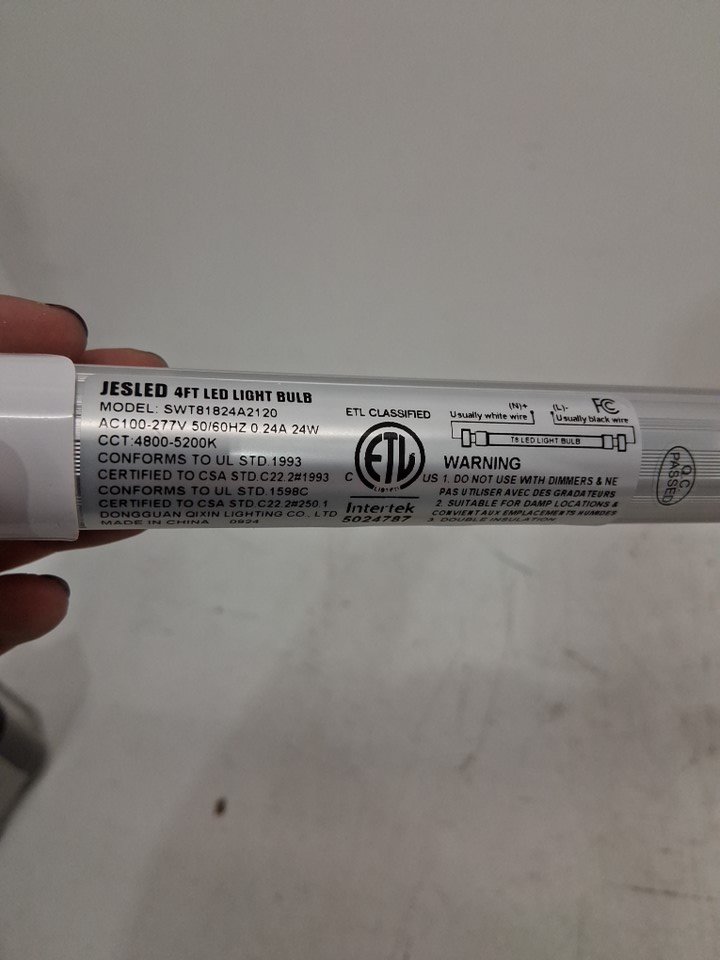 JESLED 4FT LED LIGHT BULB
MODEL: SWT81824A2120
AC100-277V 50/60HZ 0.24A 24W
CCT:4800-5200K
CONFORMS TO UL STD.1993
CERTIFIED TO CSA STD.C22.2#1993
CONFORMS TO UL STD.1598C
CERTIFIED TO CSA STD.C22.2#250.1
DONGGUAN QIXIN LIGHTING CO., LTD
MADE IN CHINA 0924
ETL CLASSIFIED
C ETL US
LISTED
Intertek
5024787
(N)+ (L)- FC
Usually white wire Usually black wire
T8 LED LIGHT BULB
WARNING
1. DO NOT USE WITH DIMMERS & NE
PAS UTILISER AVEC DES GRADATEURS
2. SUITABLE FOR DAMP LOCATIONS &
CONVIENT AUX EMPLACEMENTS HUMIDES
3. DOUBLE INSULATION
Q.C
PASSED